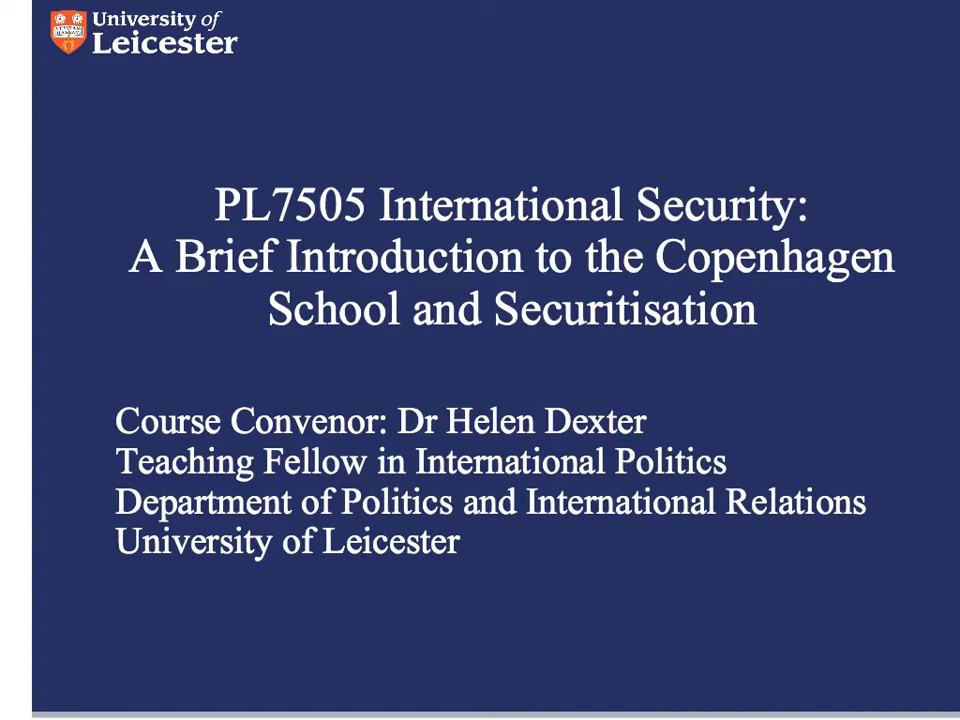 University of
Leicester
PL7505 International Security:
A Brief Introduction to the Copenhagen
School and Securitisation
Course Convenor: Dr Helen Dexter
Teaching Fellow in International Politics
Department of Politics and International Relations
University of Leicester